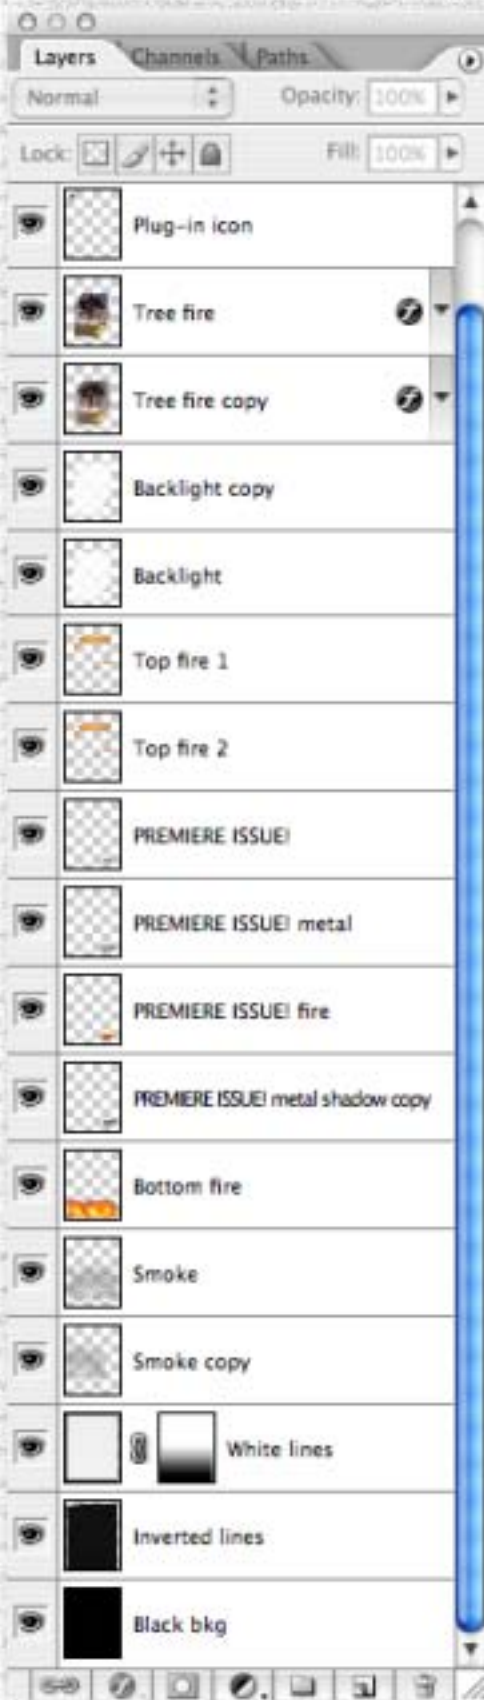 Layers Channels Paths
Normal Opacity: 100%
Lock: Fill: 100%
Plug-in icon
Tree fire
Tree fire copy
Backlight copy
Backlight
Top fire 1
Top fire 2
PREMIERE ISSUE!
PREMIERE ISSUE! metal
PREMIERE ISSUE! fire
PREMIERE ISSUE! metal shadow copy
Bottom fire
Smoke
Smoke copy
White lines
Inverted lines
Black bkg